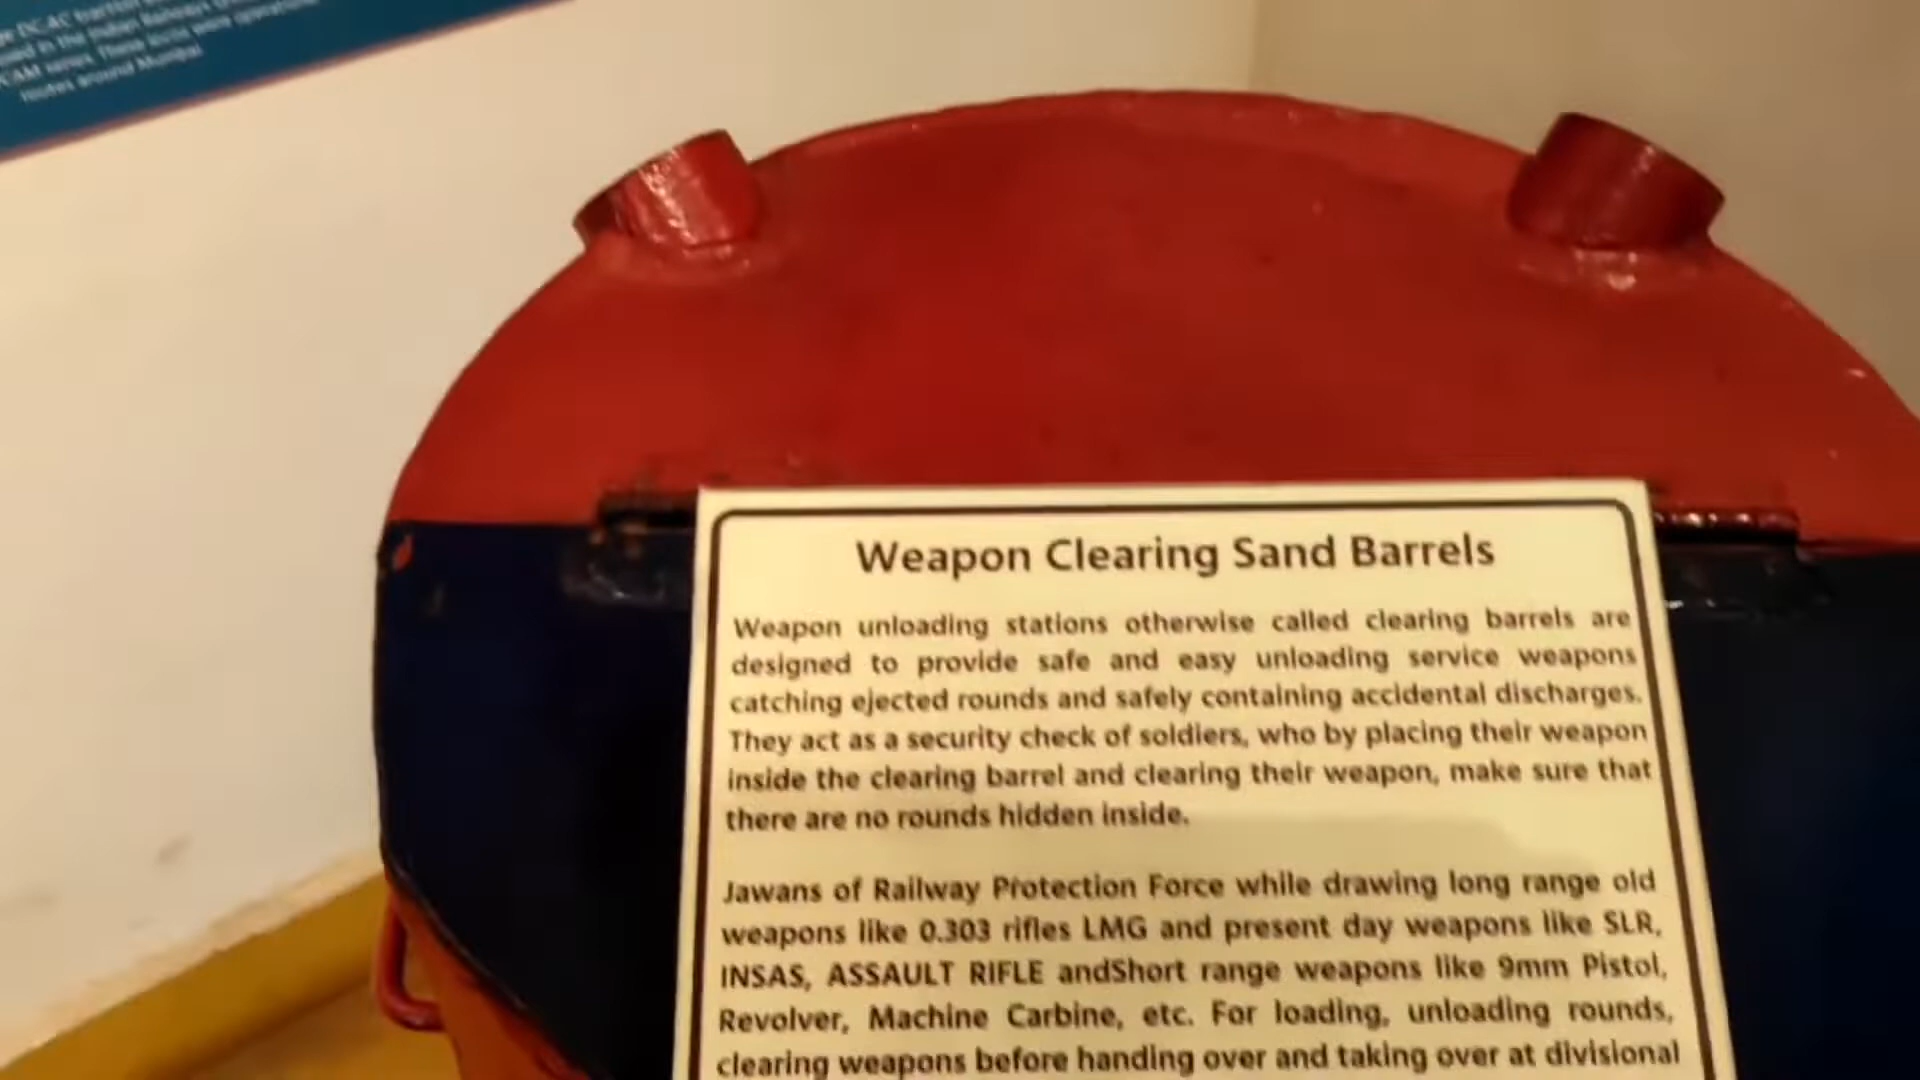 routes around Mumbai
Weapon Clearing Sand Barrels
Weapon unloading stations otherwise called clearing barrels are
designed to provide safe and easy unloading service weapons
catching ejected rounds and safely containing accidental discharges.
They act as a security check of soldiers, who by placing their weapon
inside the clearing barrel and clearing their weapon, make sure that
there are no rounds hidden inside.
Jawans of Railway Protection Force while drawing long range old
weapons like 0.303 rifles LMG and present day weapons like SLR,
INSAS, ASSAULT RIFLE andShort range weapons like 9mm Pistol,
Revolver, Machine Carbine, etc. For loading, unloading rounds,
clearing weapons before handing over and taking over at divisional